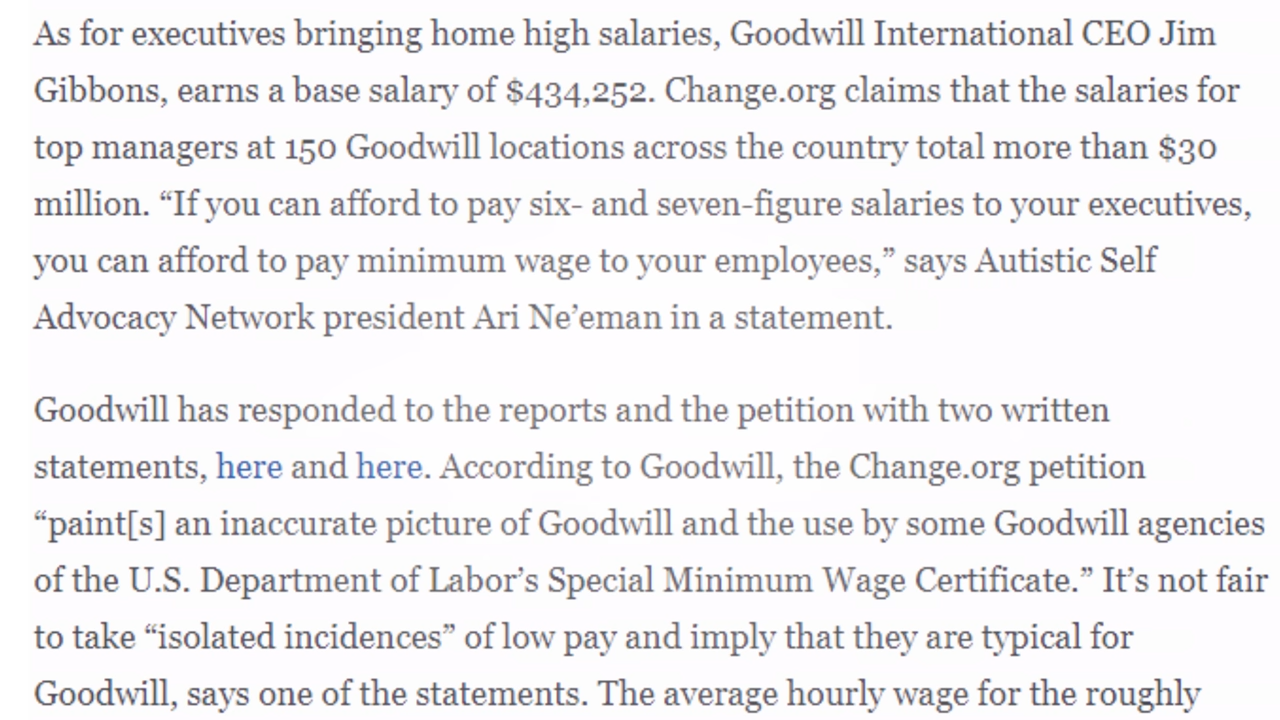 As for executives bringing home high salaries, Goodwill International CEO Jim
Gibbons, earns a base salary of $434,252. Change.org claims that the salaries for
top managers at 150 Goodwill locations across the country total more than $30
million. “If you can afford to pay six- and seven-figure salaries to your executives,
you can afford to pay minimum wage to your employees,” says Autistic Self
Advocacy Network president Ari Ne’eman in a statement.
Goodwill has responded to the reports and the petition with two written
statements, here and here. According to Goodwill, the Change.org petition
“paint[s] an inaccurate picture of Goodwill and the use by some Goodwill agencies
of the U.S. Department of Labor’s Special Minimum Wage Certificate.” It’s not fair
to take “isolated incidences” of low pay and imply that they are typical for
Goodwill, says one of the statements. The average hourly wage for the roughly